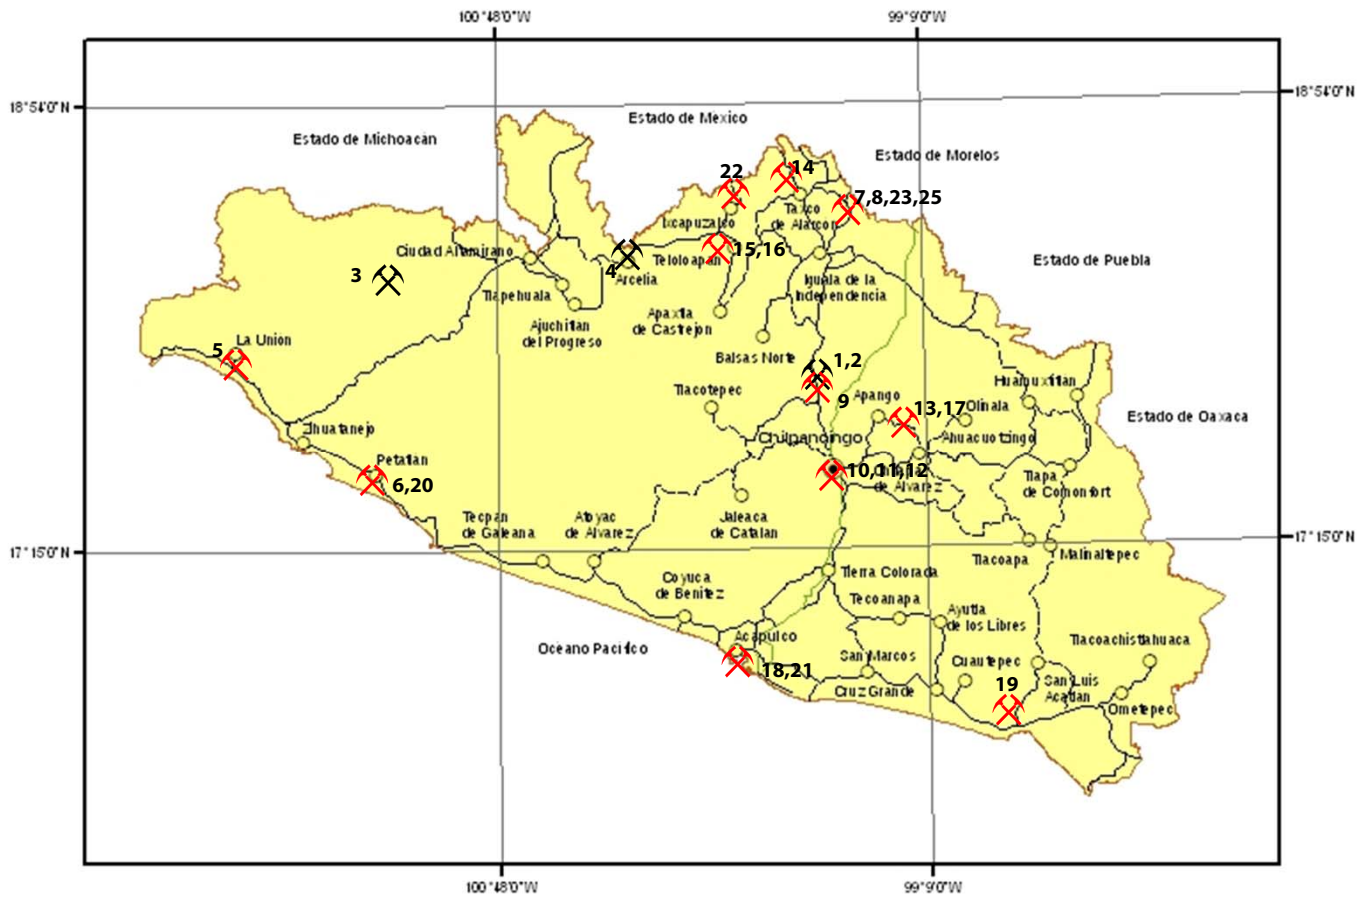 100°48'0"W
99°9'0"W
18°54'0"N
18°54'0"N
Estado de Mexico
Estado de Michoacán
Estado de Morelos
14
22
7,8,23,25
Taxco
de Alarcon
Ixcapuzalco
Ciudad Altamirano
15,16
Teloloapan
Estado de Puebla
3
4
Arcelia
Iguala de la
Independencia
Tlapehuala
Apaxtla
de Castrejon
Ajuchitlan
del Progreso
La Unión
5
Balsas Norte
1,2
Huamuxtitlán
Tlacotepec
Apango
9
13,17
Olinala
Estado de Oaxaca
Zihuatanejo
Chilpancingo
Ahuacuotzingo
Petatlan
10,11,12
de Alvarez
6,20
Tlapa
de Comonfort
Tecpan
de Galeana
Atoyac
de Alvarez
Jaleaca
de Catalan
17°15'0"N
17°15'0"N
Tlacoapa
Malinaltepec
Tierra Colorada
Coyuca
de Benitez
Tecoanapa
Ayutla
de los Libres
Acapulco
Tlacoachistlahuaca
Océano Pacifico
San Marcos
Cuautepec
18,21
19
San Luis
Acatlan
Cruz Grande
Ometepec
100°48'0"W
99°9'0"W